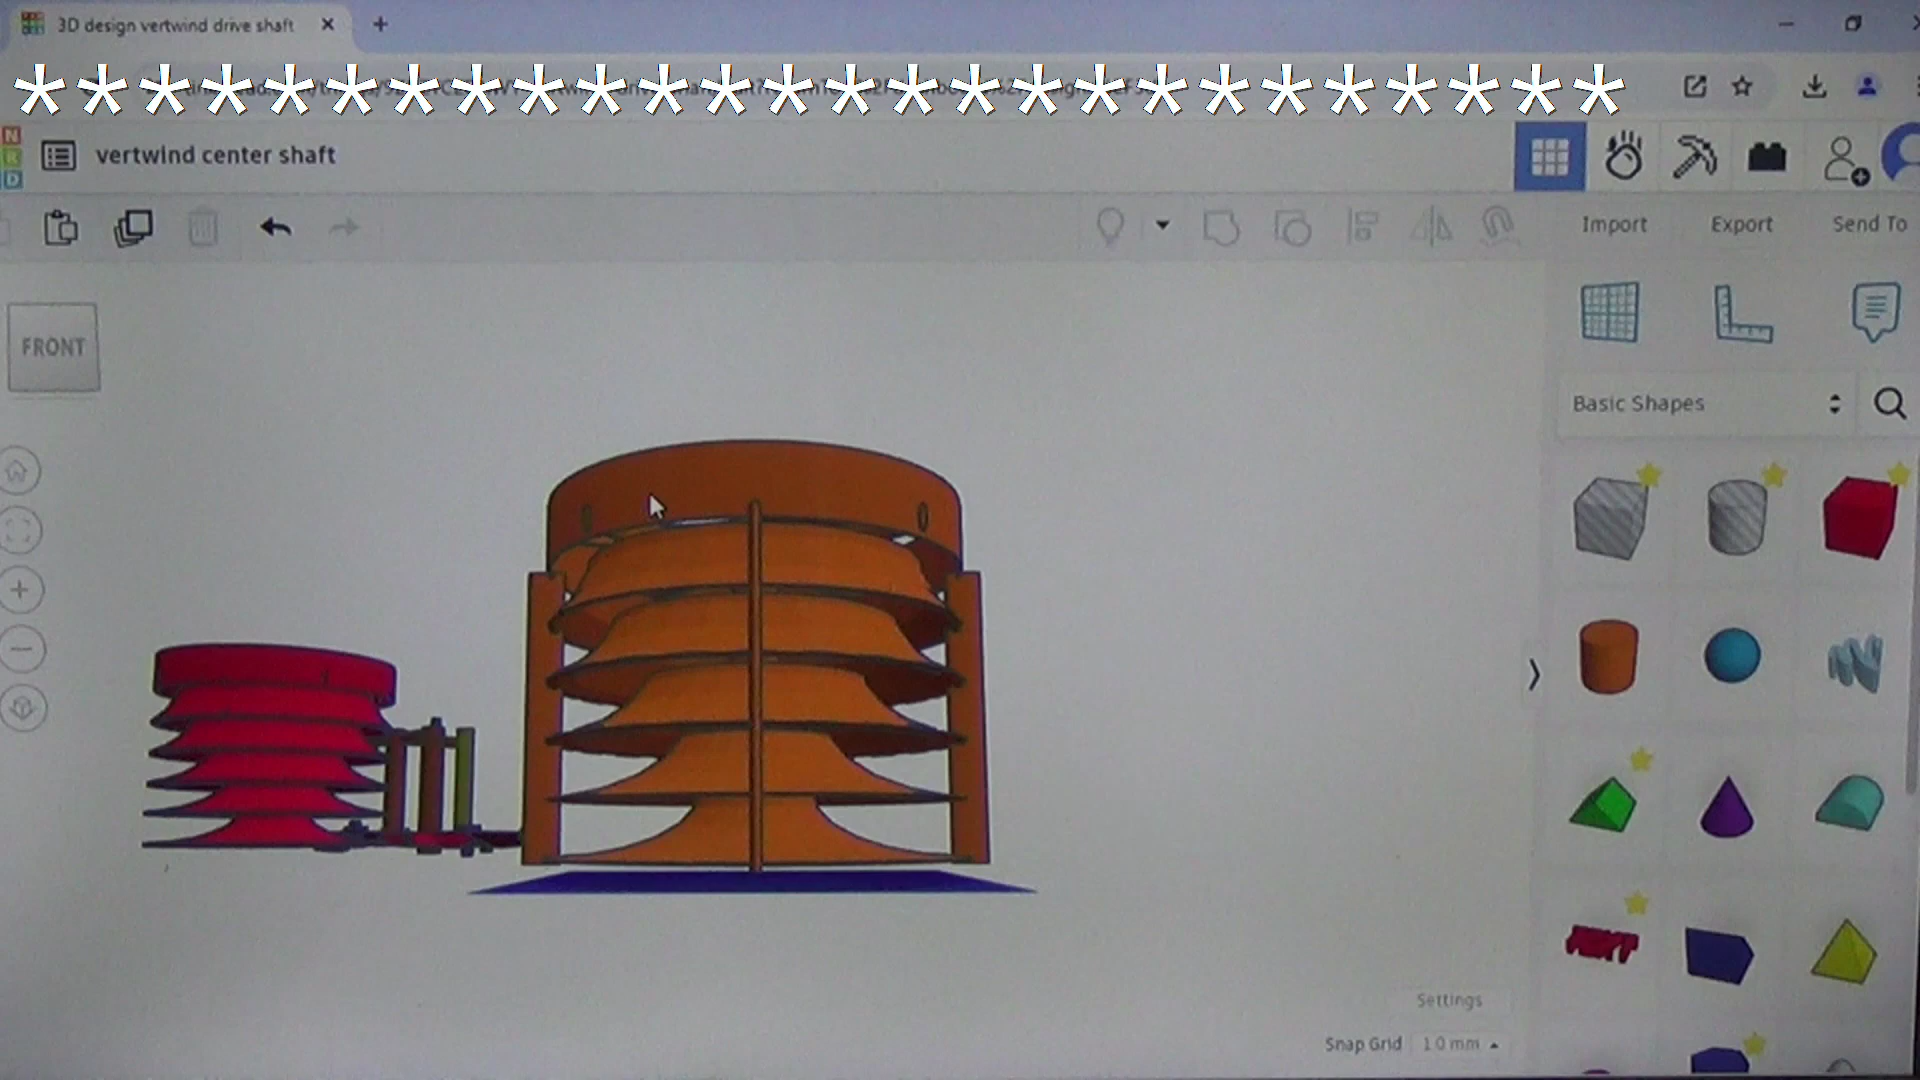 3D design vertwind drive shaft
**************************
N
R
D
vertwind center shaft
Import Export Send To
FRONT
Basic Shapes
TEXT
Settings
Snap Grid 1.0 mm